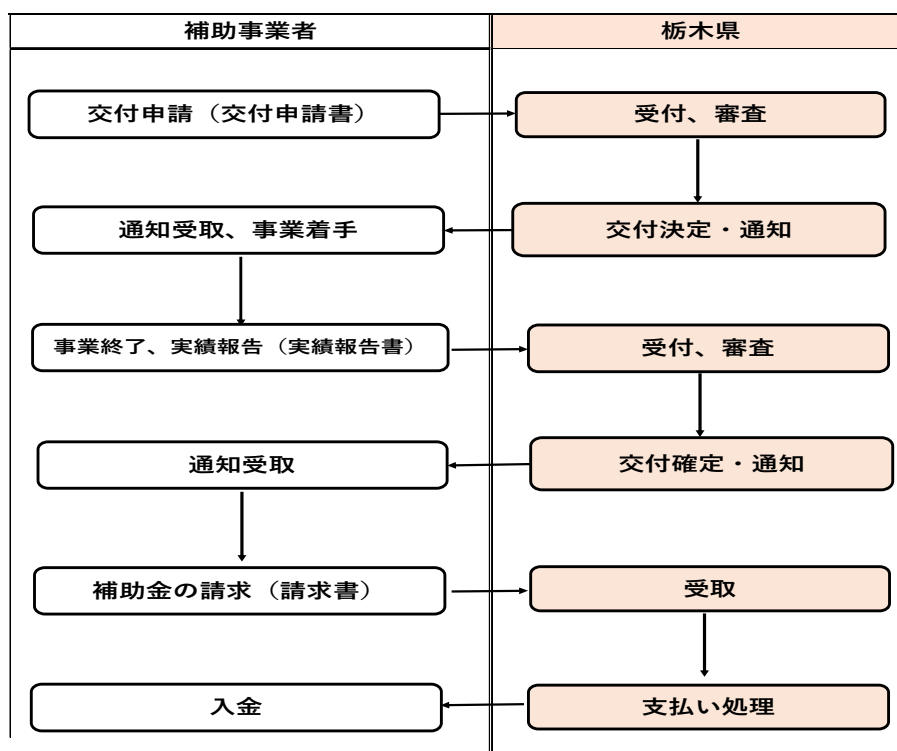 補助事業者
栃木県
交付申請（交付申請書）
受付、審査
通知受取、事業着手
交付決定・通知
事業終了、実績報告（実績報告書）
受付、審査
通知受取
交付確定・通知
補助金の請求（請求書）
受取
入金
支払い処理